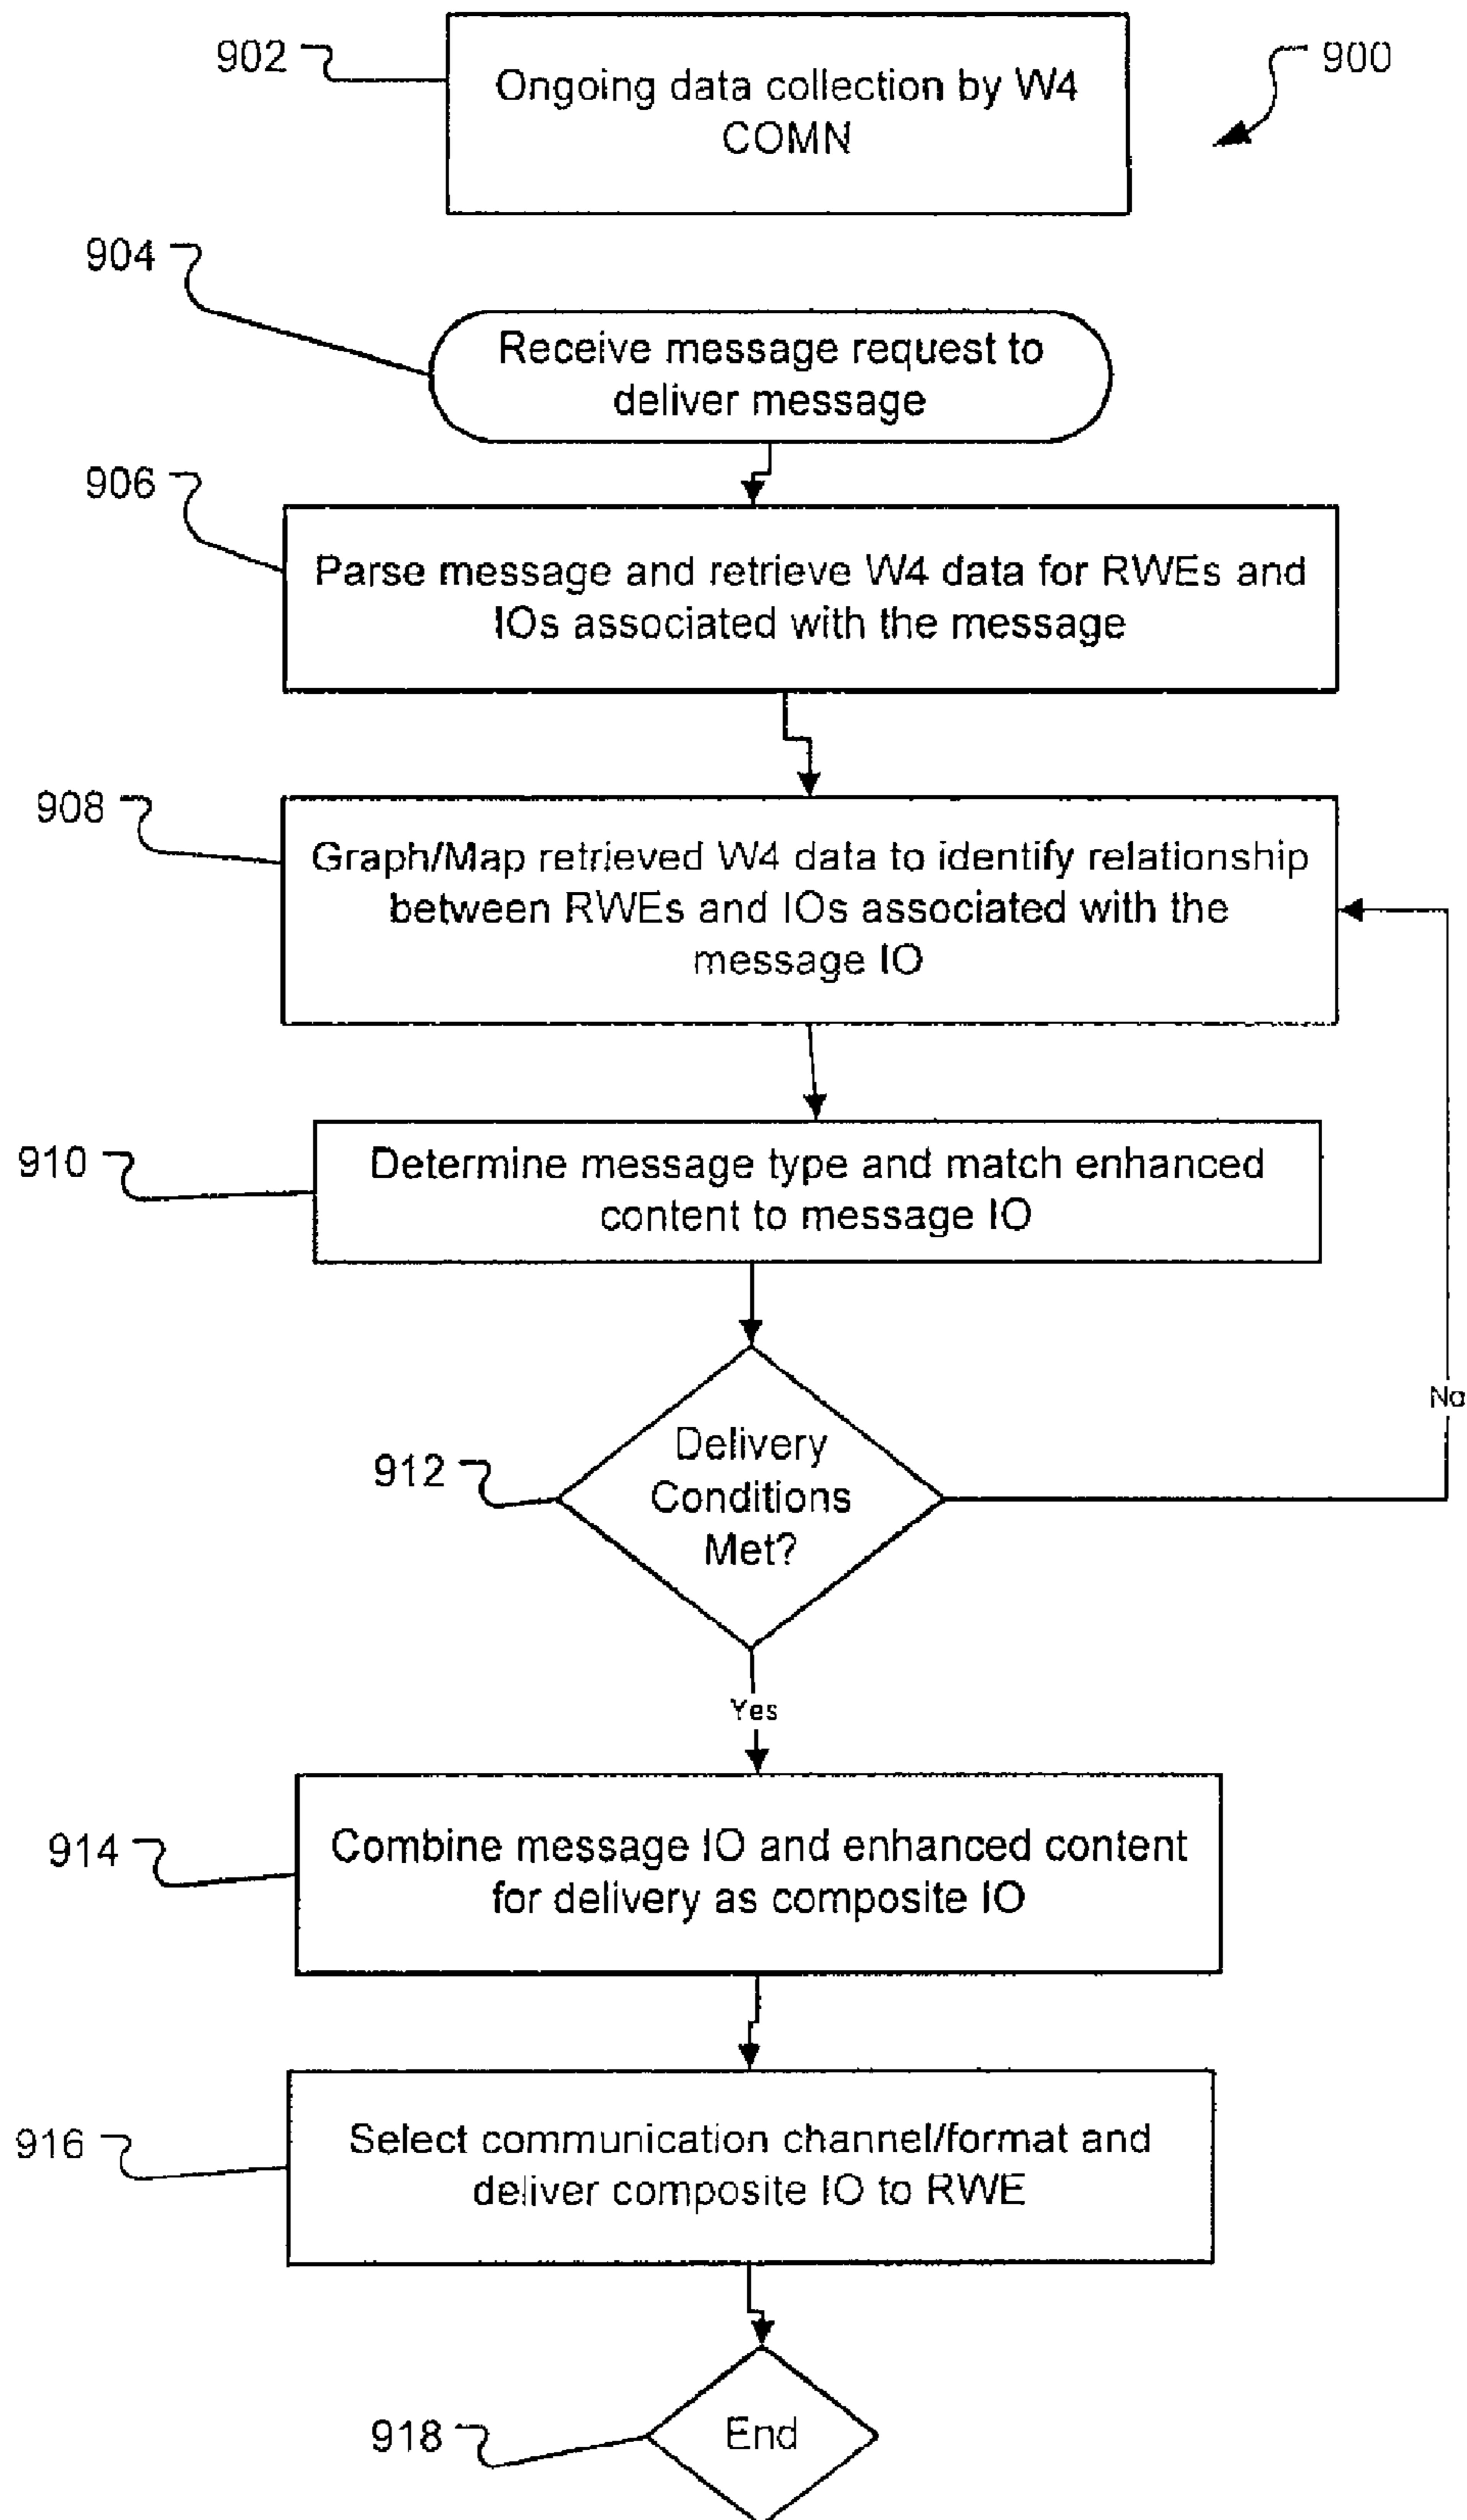 902
Ongoing data collection by W4
COMN
900
904
Receive message request to
deliver message
906
Parse message and retrieve W4 data for RWEs and
IOs associated with the message
908
Graph/Map retrieved W4 data to identify relationship
between RWEs and IOs associated with the
message IO
910
Determine message type and match enhanced
content to message IO
912
Delivery
Conditions
Met?
No
Yes
914
Combine message IO and enhanced content
for delivery as composite IO
916
Select communication channel/format and
deliver composite IO to RWE
918
End